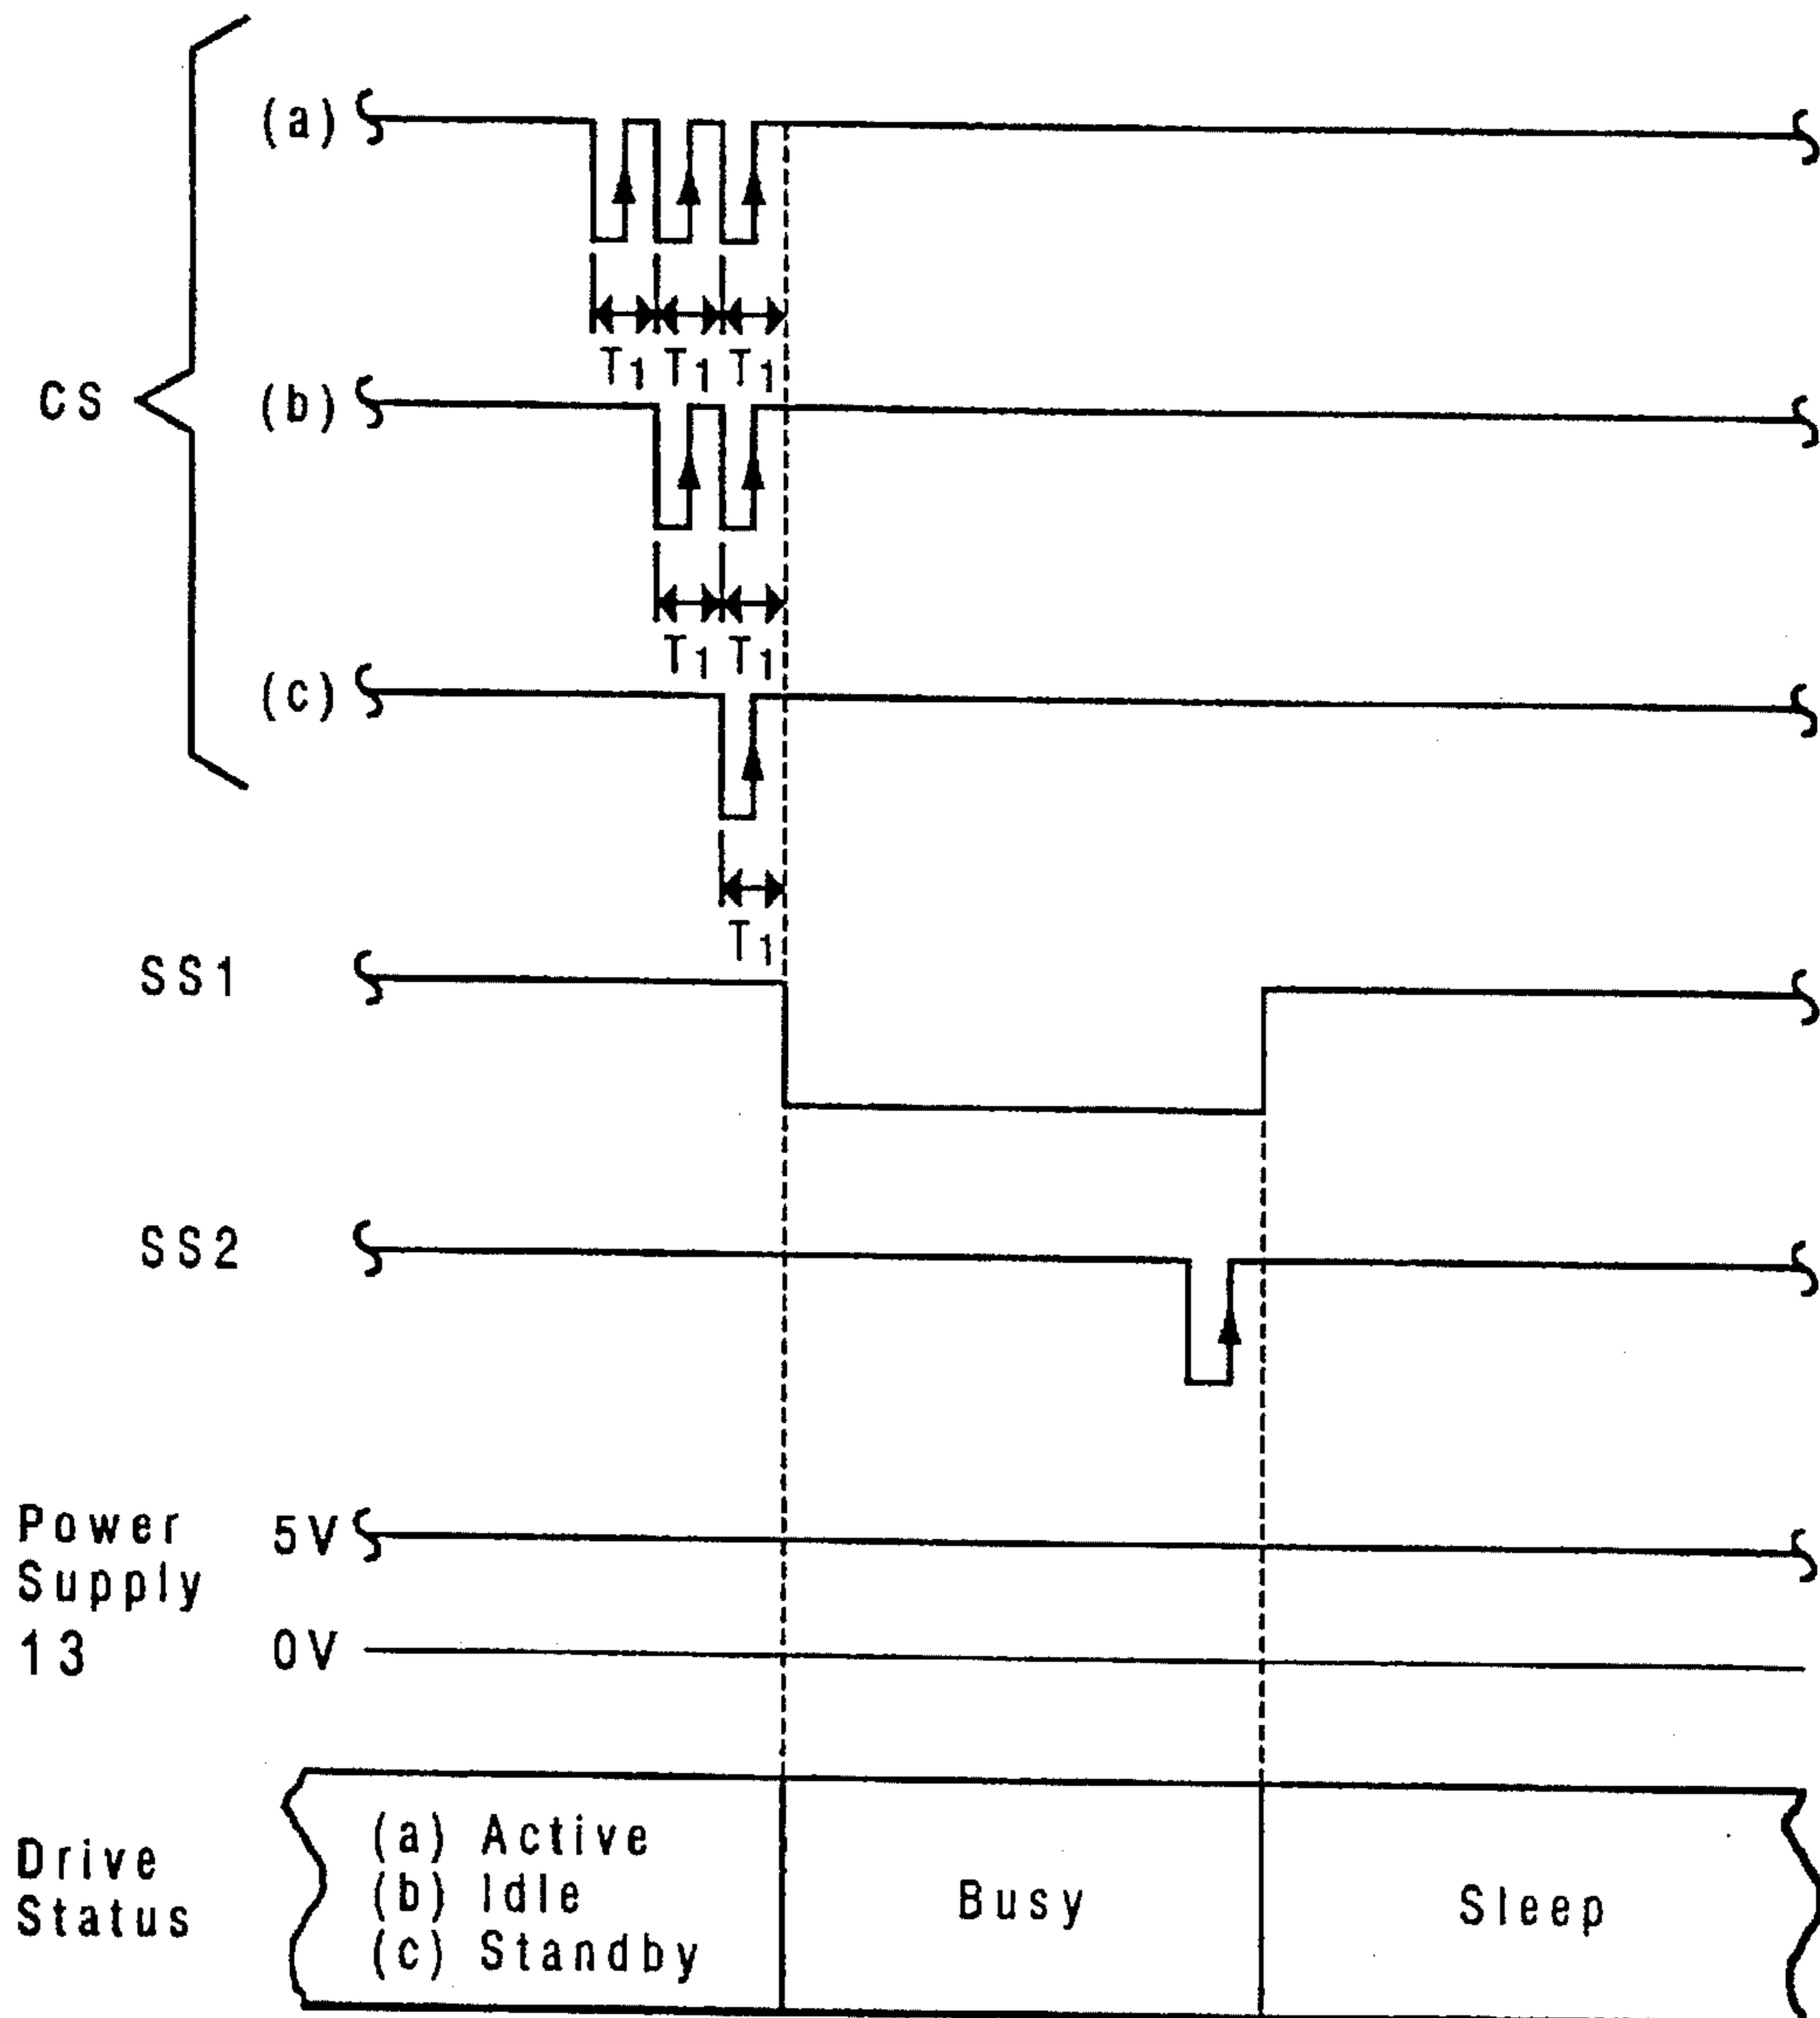 CS
(a)
T1 T1 T1
(b)
T1 T1
(c)
T1
SS1
SS2
Power
Supply
13
5V
0V
Drive
Status
(a) Active
(b) Idle
(c) Standby
Busy
Sleep